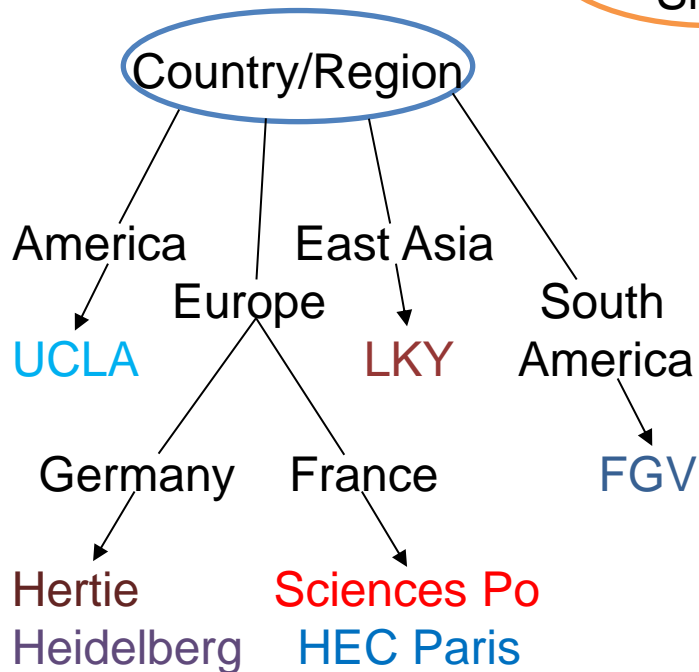 Country/Region
America
East Asia
Europe
South
America
UCLA
LKY
Germany
France
FGV
Hertie
Sciences Po
Heidelberg
HEC Paris